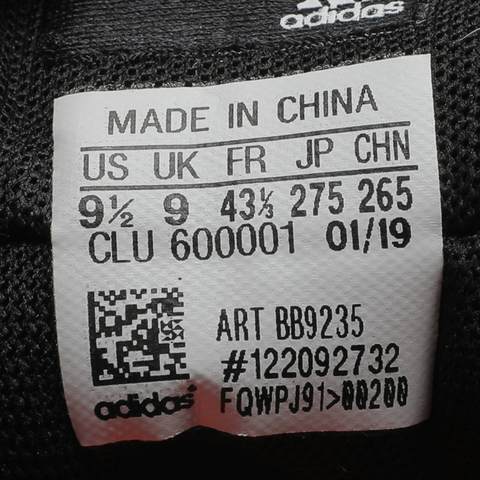 adidas
MADE IN CHINA
US UK FR JP CHN
9½ 9 43⅓ 275 265
CLU 600001 01/19
ART BB9235
#122092732
FQWPJ91>00200
adidas